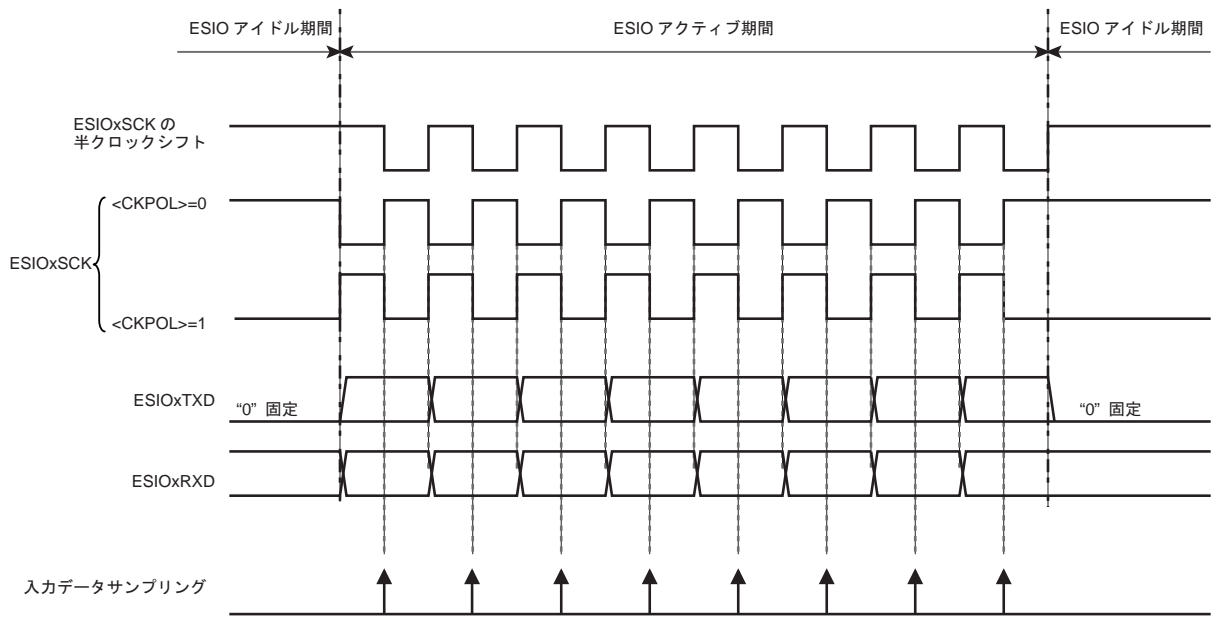 ESIO アイドル期間
ESIO アクティブ期間
ESIO アイドル期間
ESIOxSCK の
半クロックシフト
<CKPOL>=0
ESIOxSCK
<CKPOL>=1
ESIOxTXD
“0” 固定
“0” 固定
ESIOxRXD
入力データサンプリング